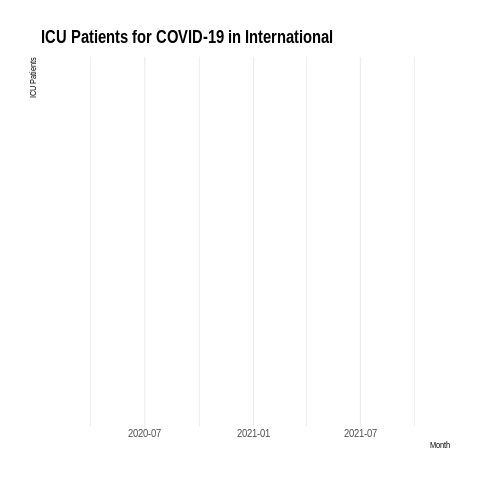 ICU Patients for COVID-19 in International
ICU Patients
2020-07 2021-01 2021-07
Month